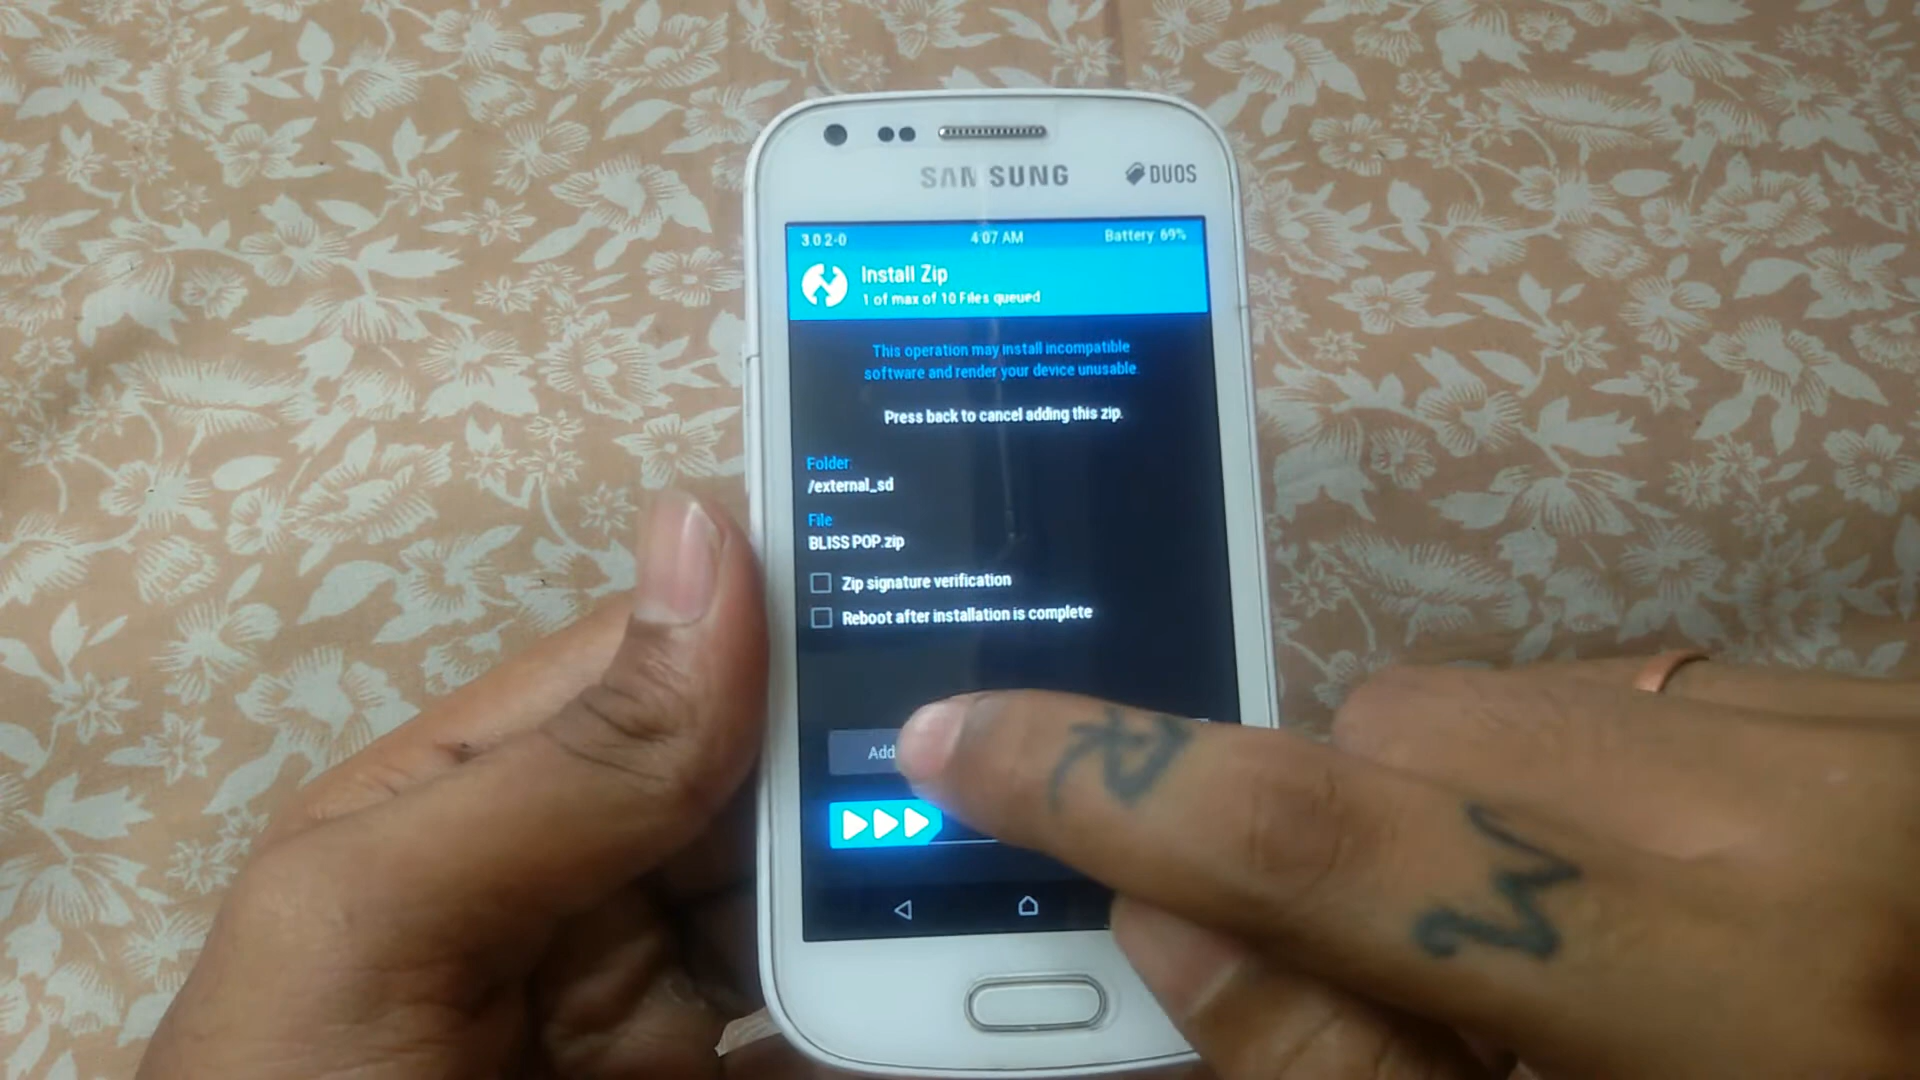 SAMSUNG
DUOS
3.0.2-0 4:07 AM Battery: 69%
Install Zip
1 of max of 10 Files queued
This operation may install incompatible
software and render your device unusable.
Press back to cancel adding this zip.
Folder:
/external_sd
File:
BLISS POP.zip
Zip signature verification
Reboot after installation is complete
Add